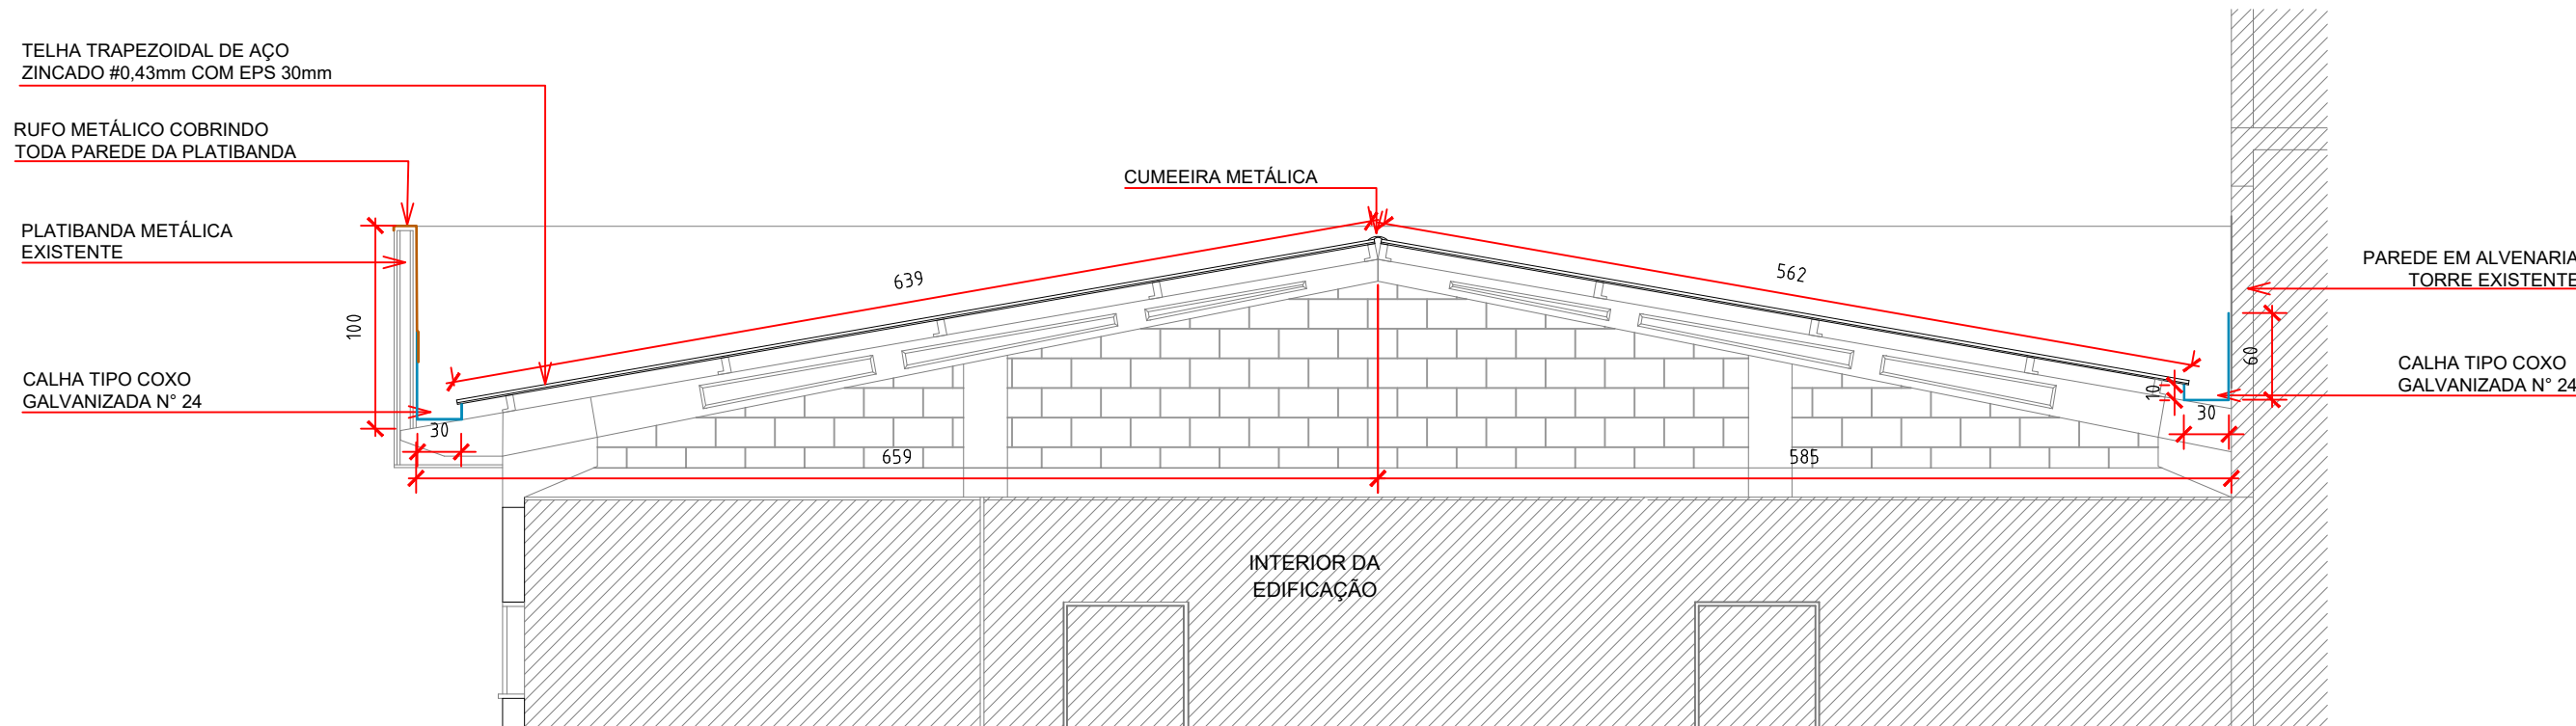 TELHA TRAPEZOIDAL DE AÇO
ZINCADO #0,43mm COM EPS 30mm
RUFO METÁLICO COBRINDO
TODA PAREDE DA PLATIBANDA
PLATIBANDA METÁLICA
EXISTENTE
CALHA TIPO COXO
GALVANIZADA N° 24
100
30
639
CUMEEIRA METÁLICA
562
659
585
10
30
60
PAREDE EM ALVENARIA
TORRE EXISTENTE
CALHA TIPO COXO
GALVANIZADA N° 24
INTERIOR DA
EDIFICAÇÃO